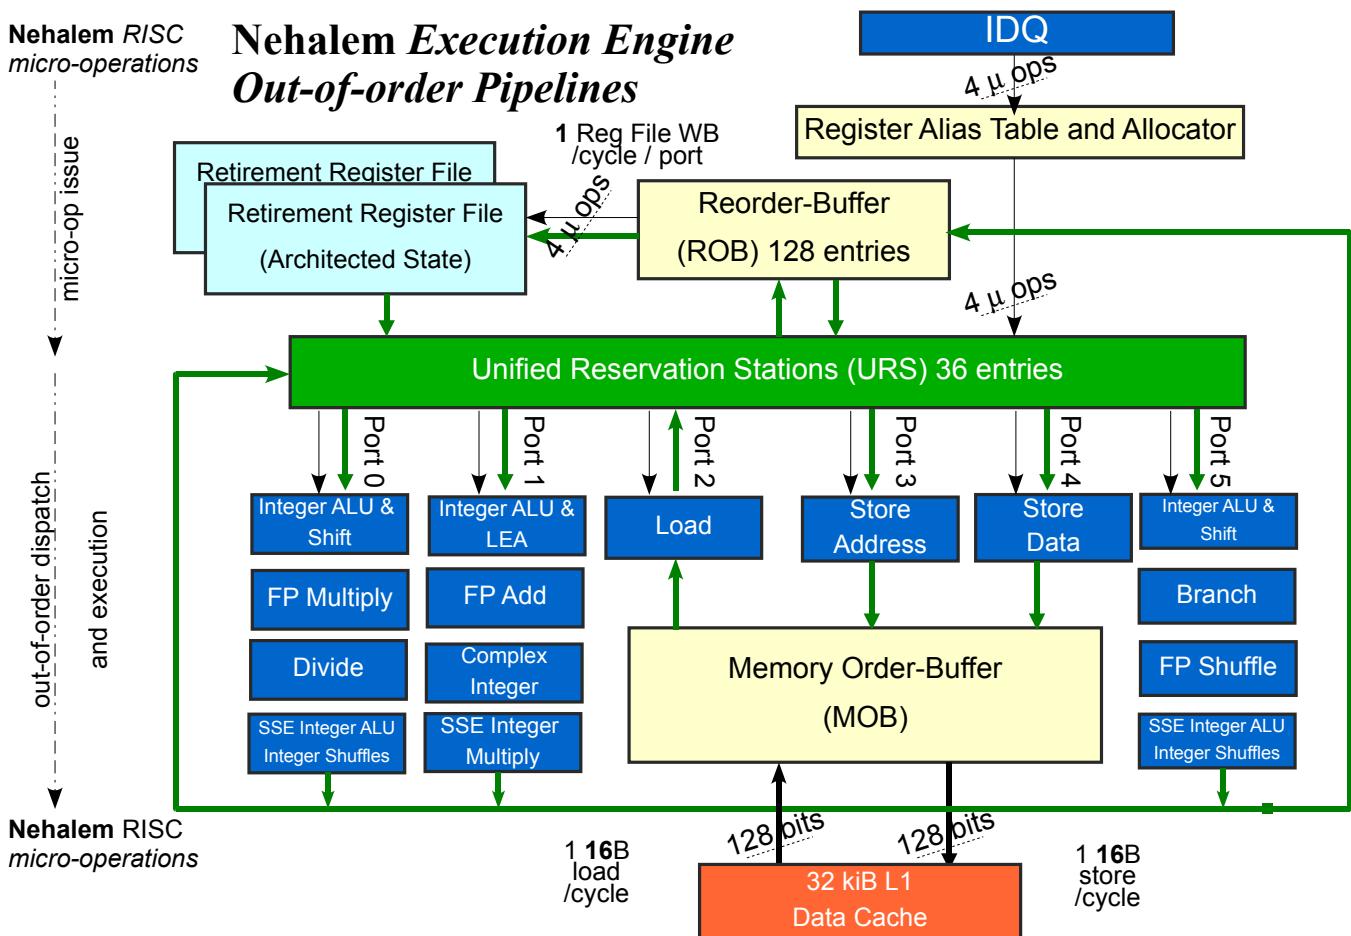 Nehalem RISC
micro-operations
Nehalem Execution Engine
Out-of-order Pipelines
IDQ
4 μ ops
Register Alias Table and Allocator
1 Reg File WB
/cycle / port
4 μ ops
Retirement Register File
Retirement Register File
(Architected State)
Reorder-Buffer
(ROB) 128 entries
4 μ ops
micro-op issue
Unified Reservation Stations (URS) 36 entries
Port 0
Port 1
Port 2
Port 3
Port 4
Port 5
out-of-order dispatch
and execution
Integer ALU &
Shift
FP Multiply
Divide
SSE Integer ALU
Integer Shuffles
Integer ALU &
LEA
FP Add
Complex
Integer
SSE Integer
Multiply
Load
Store
Address
Store
Data
Integer ALU &
Shift
Branch
FP Shuffle
SSE Integer ALU
Integer Shuffles
Memory Order-Buffer
(MOB)
Nehalem RISC
micro-operations
1 16B
load
/cycle
128 bits
128 bits
1 16B
store
/cycle
32 kiB L1
Data Cache